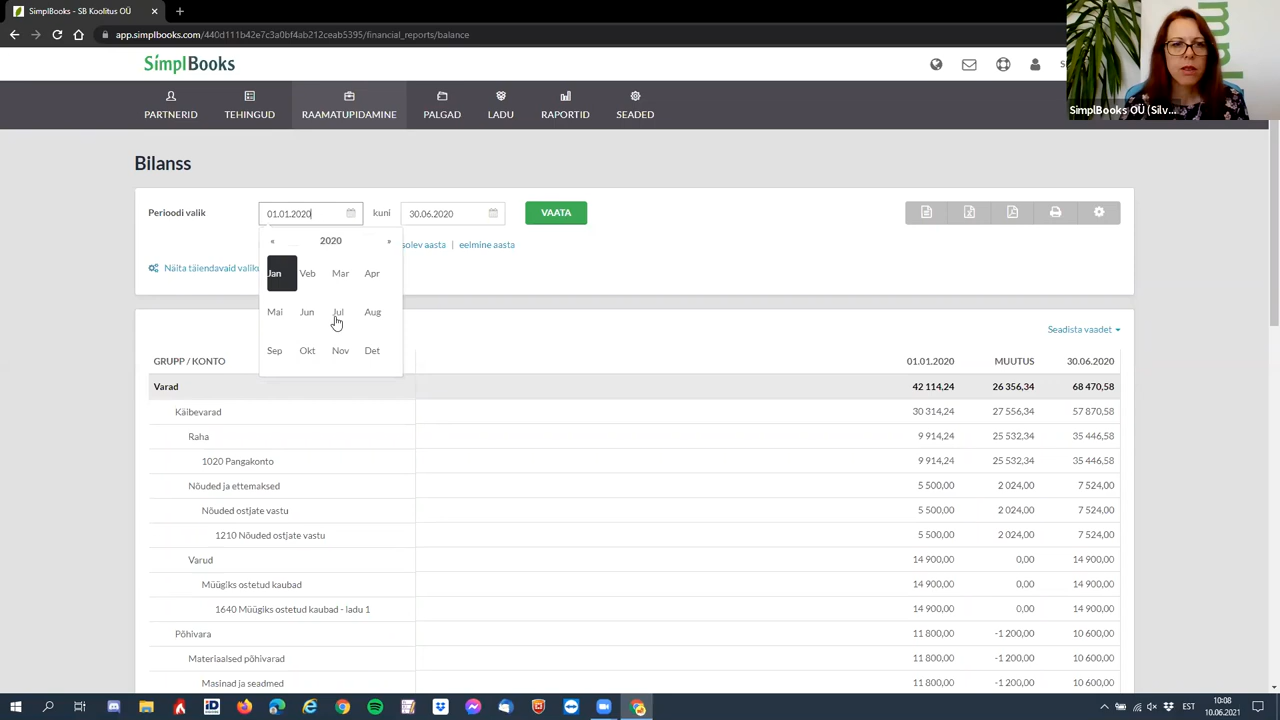 SimplBooks - SB Koolitus OÜ
app.simplbooks.com/440d111b42e7c3a0bf4ab212ceab5395/financial_reports/balance
SimplBooks
PARTNERID TEHINGUD RAAMATUPIDAMINE PALGAD LADU RAPORTID SEADED
SimplBooks OÜ (Silv...
Bilanss
Perioodi valik 01.01.2020 kuni 30.06.2020 VAATA
« 2020 »
solev aasta | eelmine aasta
Näita täiendavaid valiku
Jan Veb Mar Apr
Mai Jun Jul Aug
Sep Okt Nov Det
Seadista vaadet
GRUPP / KONTO 01.01.2020 MUUTUS 30.06.2020
Varad 42 114,24 26 356,34 68 470,58
Käibevarad 30 314,24 27 556,34 57 870,58
Raha 9 914,24 25 532,34 35 446,58
1020 Pangakonto 9 914,24 25 532,34 35 446,58
Nõuded ja ettemaksed 5 500,00 2 024,00 7 524,00
Nõuded ostjate vastu 5 500,00 2 024,00 7 524,00
1210 Nõuded ostjate vastu 5 500,00 2 024,00 7 524,00
Varud 14 900,00 0,00 14 900,00
Müügiks ostetud kaubad 14 900,00 0,00 14 900,00
1640 Müügiks ostetud kaubad - ladu 1 14 900,00 0,00 14 900,00
Põhivara 11 800,00 -1 200,00 10 600,00
Materiaalsed põhivarad 11 800,00 -1 200,00 10 600,00
Masinad ja seadmed 11 800,00 -1 200,00 10 600,00
EST
10:08
10.06.2021